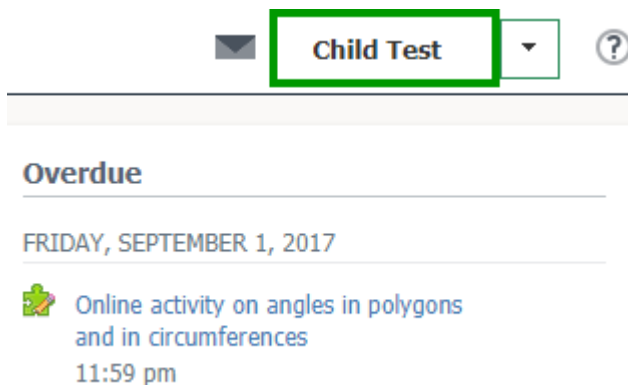 Child Test
?
Overdue
FRIDAY, SEPTEMBER 1, 2017
Online activity on angles in polygons
and in circumferences
11:59 pm